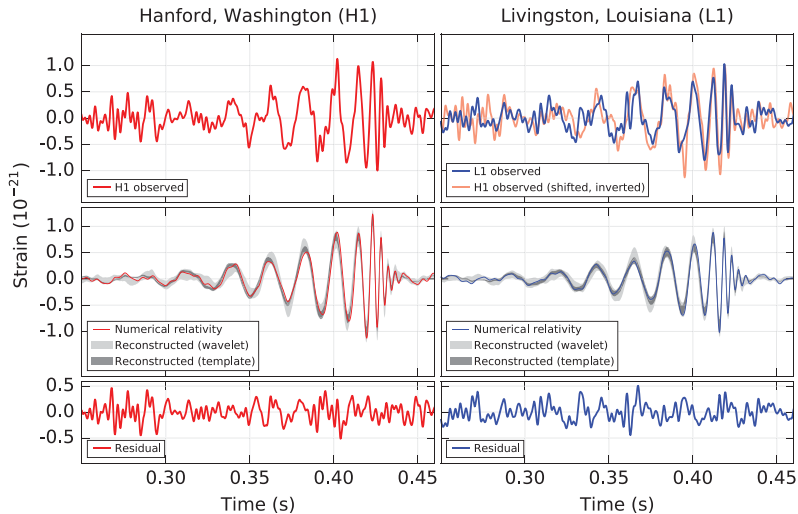 Hanford, Washington (H1)
Livingston, Louisiana (L1)
Strain (10⁻²¹)
1.0
0.5
0.0
-0.5
-1.0
H1 observed
L1 observed
H1 observed (shifted, inverted)
1.0
0.5
0.0
-0.5
-1.0
Numerical relativity
Reconstructed (wavelet)
Reconstructed (template)
Numerical relativity
Reconstructed (wavelet)
Reconstructed (template)
0.5
0.0
-0.5
Residual
Residual
0.30 0.35 0.40 0.45
0.30 0.35 0.40 0.45
Time (s)
Time (s)